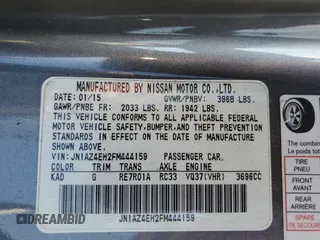 MANUFACTURED BY NISSAN MOTOR CO.,LTD.
DATE: 01/15 GVWR/PNBV: 3968 LBS.
GAWR/PNBE FR: 2033 LBS. RR: 1942 LBS.
THIS VEHICLE CONFORMS TO ALL APPLICABLE
FEDERAL MOTOR VEHICLE SAFETY,BUMPER,AND THEFT PREVENTION
STANDARDS IN EFFECT ON THE DATE OF MANUFACTURE
SHOWN ABOVE.
VIN: JN1AZ4EH2FM444159 PASSENGER CAR.
COLOR TRIM TRANS AXLE ENGINE
KAD G RE7R01A RC33 VQ37(VHR) 3696CC
JN1AZ4EH2FM444159
TIRE
PNEU
FRONT/
AVANT
REAR/
ARRIÈRE
SPARE/